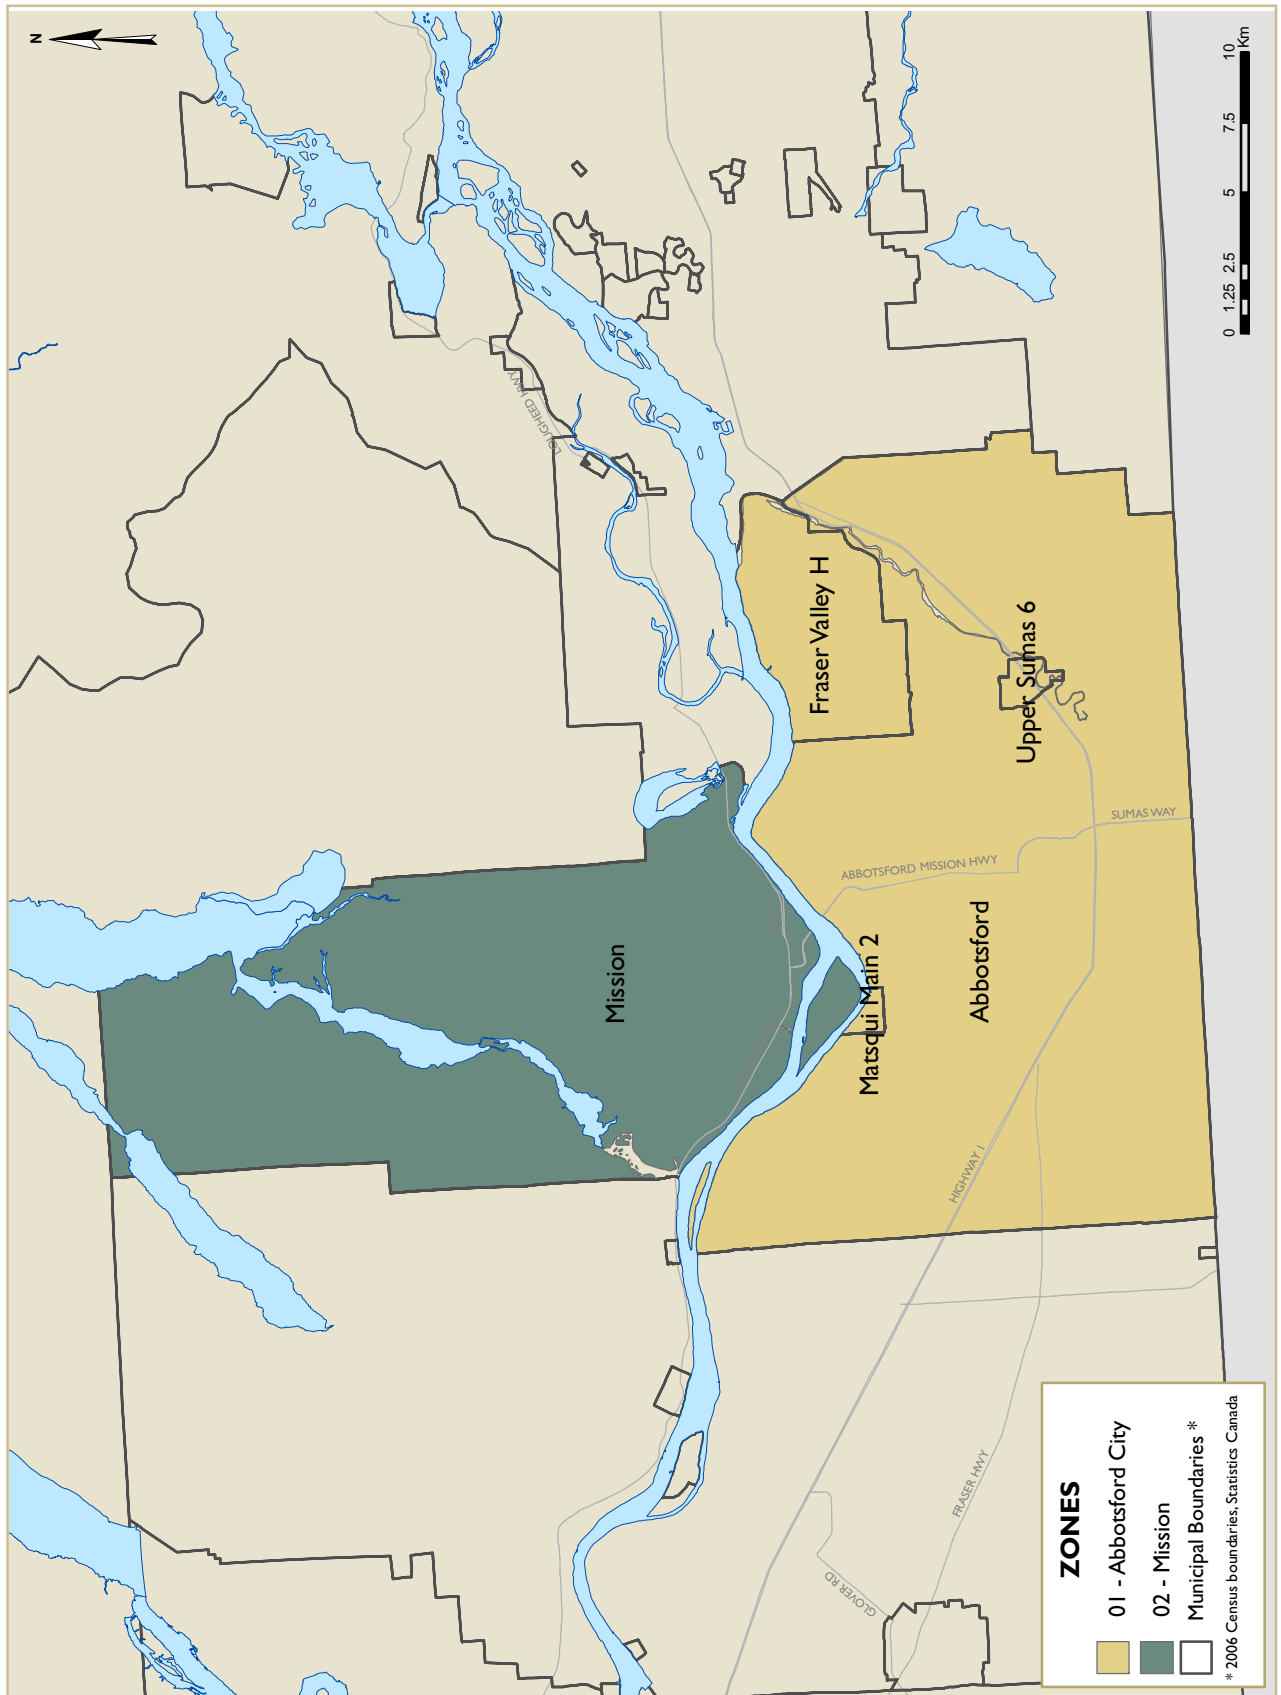 N
LOUGHEED HWY
Fraser Valley H
Upper Sumas 6
SUMAS WAY
ABBOTSFORD MISSION HWY
Mission
Matsqui Main 2
Abbotsford
HIGHWAY 1
FRASER HWY
GLOVER RD
0 1.25 2.5 5 7.5 10
Km
ZONES
01 - Abbotsford City
02 - Mission
Municipal Boundaries *
* 2006 Census boundaries, Statistics Canada